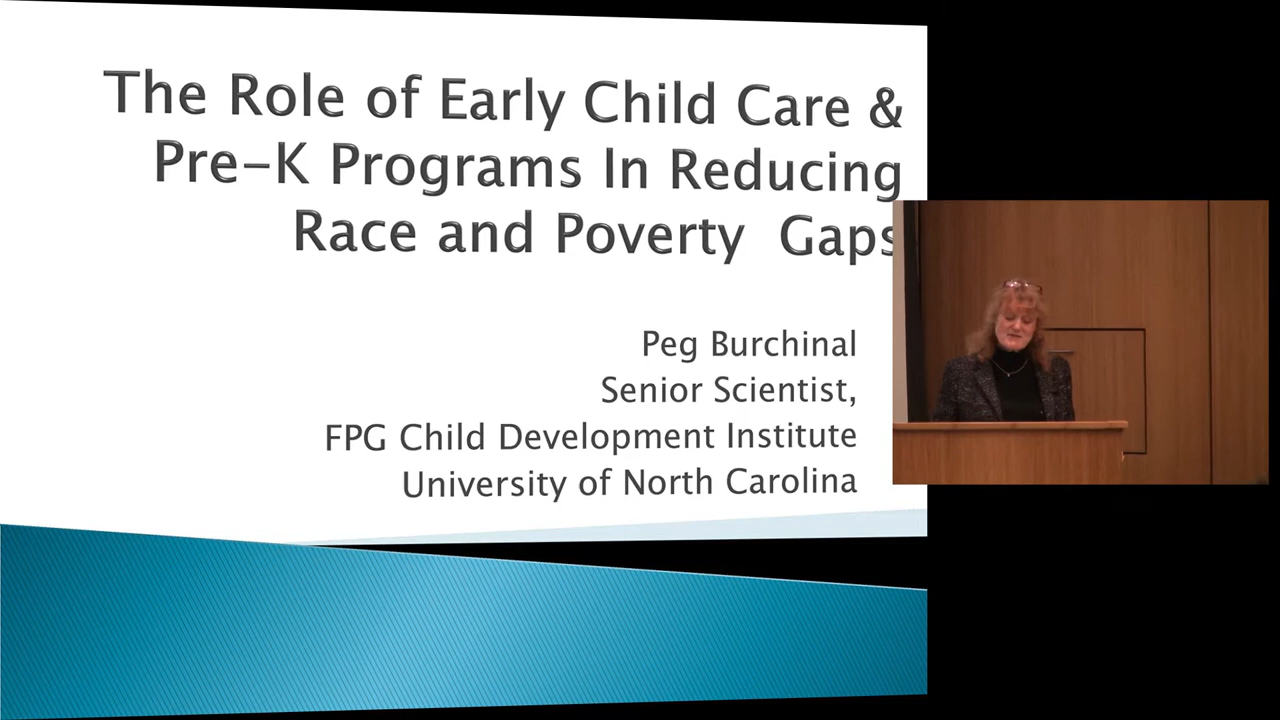 The Role of Early Child Care &
Pre-K Programs In Reducing
Race and Poverty Gaps
Peg Burchinal
Senior Scientist,
FPG Child Development Institute
University of North Carolina